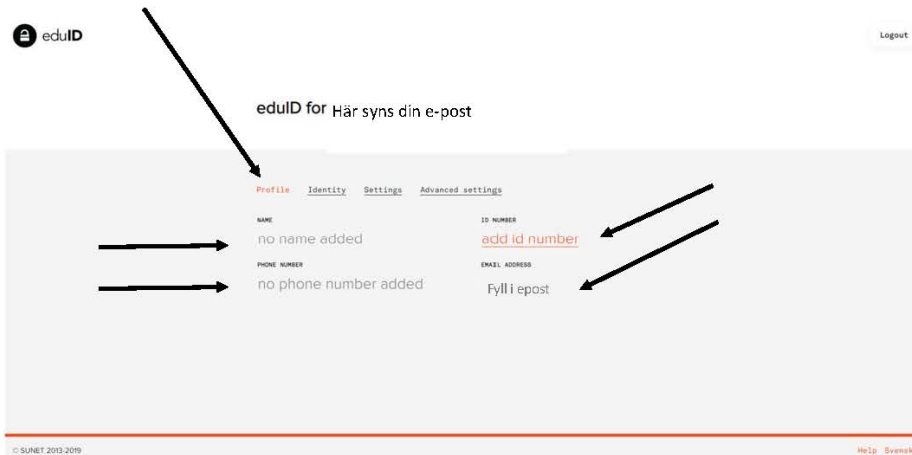 eduID
Logout
eduID for Här syns din e-post
Profile Identity Settings Advanced settings
NAME
no name added
ID NUMBER
add id number
PHONE NUMBER
no phone number added
EMAIL ADDRESS
Fyll i epost
© SUNET 2013-2019
Help Svensk